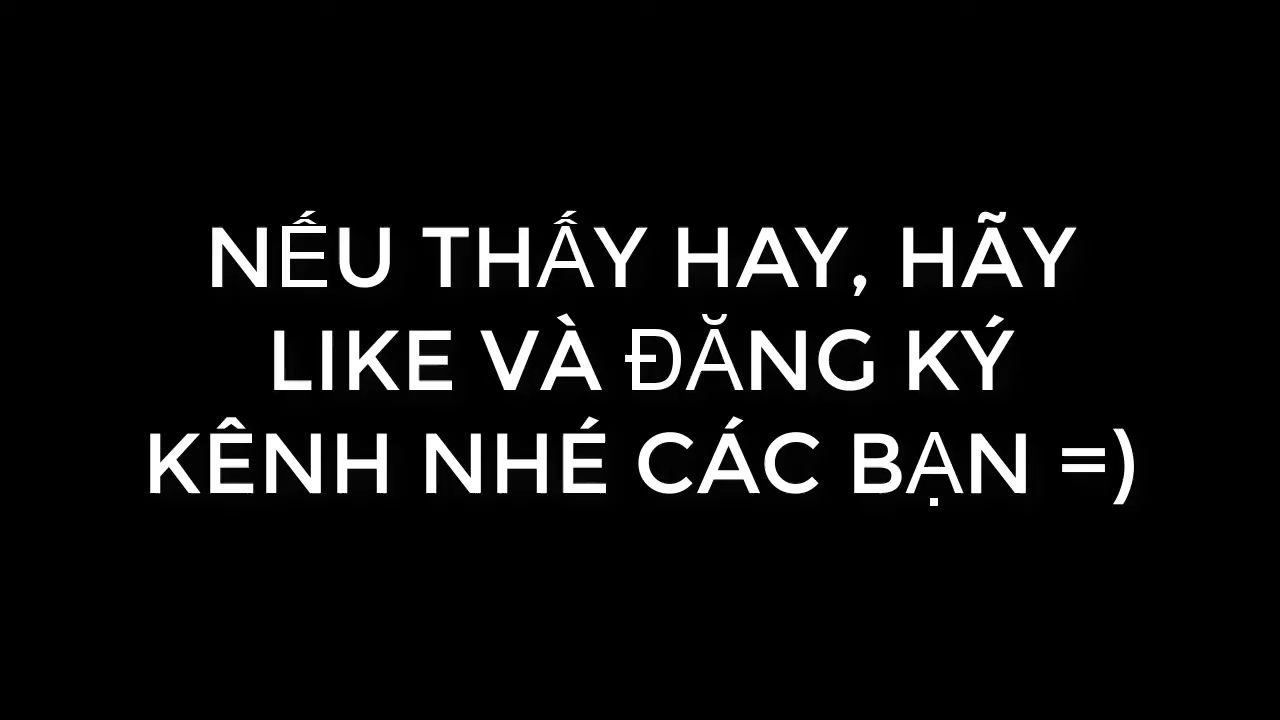 NẾU THẤY HAY, HÃY
LIKE VÀ ĐĂNG KÝ
KÊNH NHÉ CÁC BẠN =)